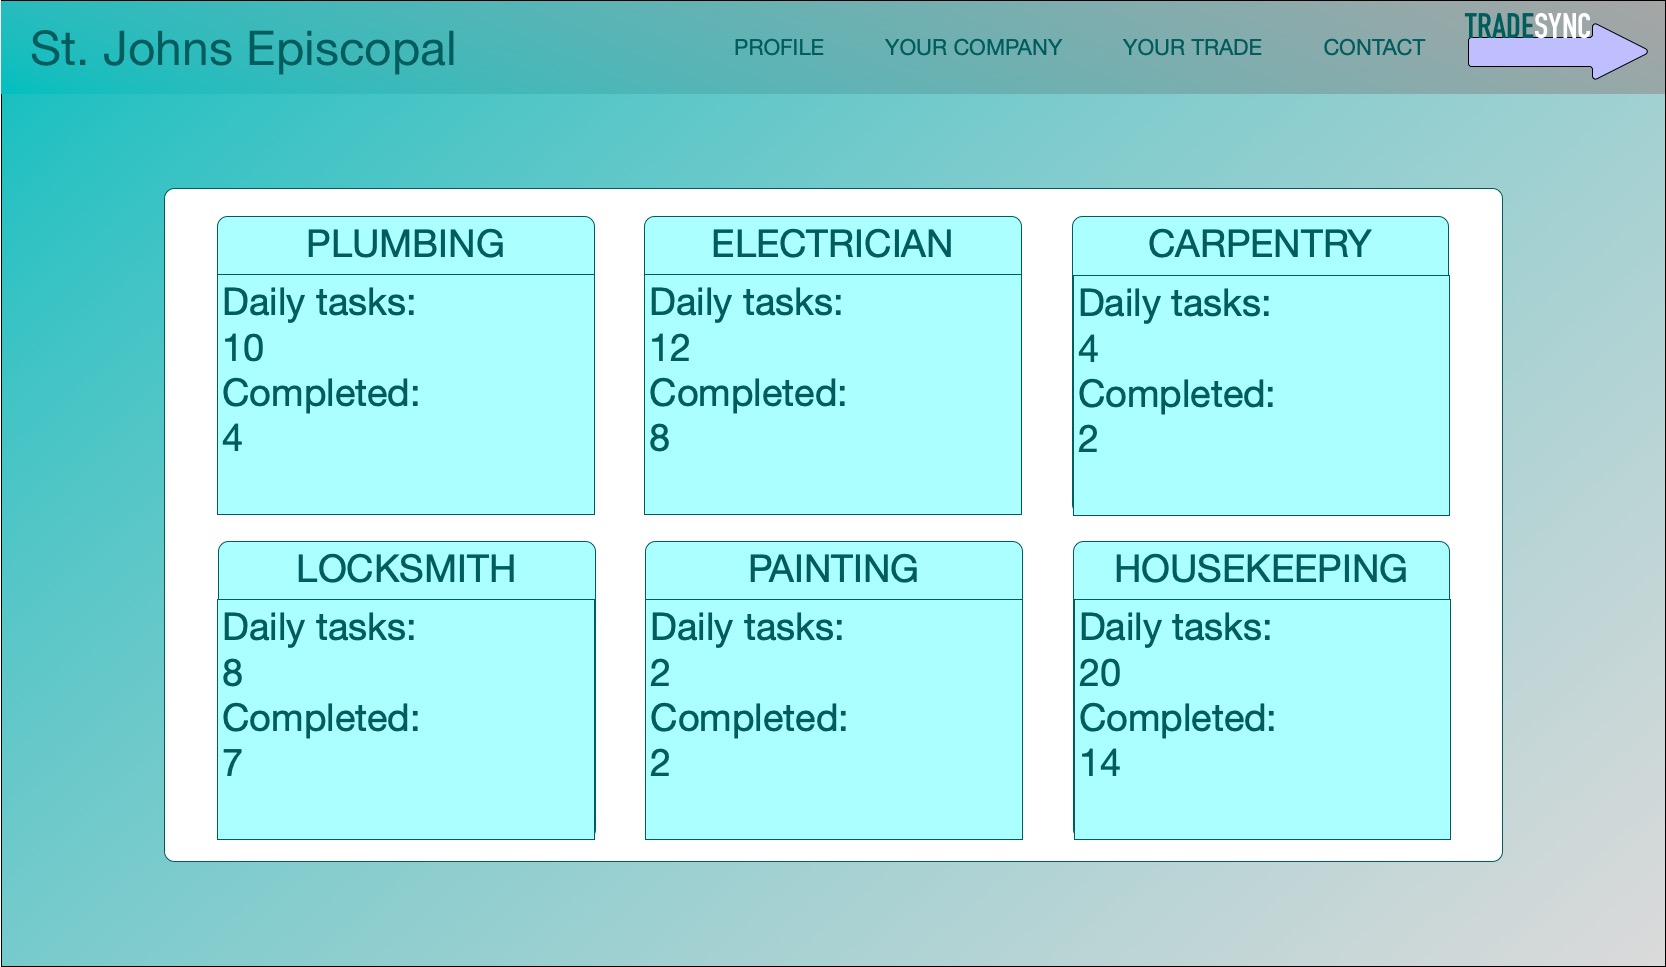 St. Johns Episcopal
PROFILE
YOUR COMPANY
YOUR TRADE
CONTACT
TRADESYNC
PLUMBING
Daily tasks:
10
Completed:
4
ELECTRICIAN
Daily tasks:
12
Completed:
8
CARPENTRY
Daily tasks:
4
Completed:
2
LOCKSMITH
Daily tasks:
8
Completed:
7
PAINTING
Daily tasks:
2
Completed:
2
HOUSEKEEPING
Daily tasks:
20
Completed:
14